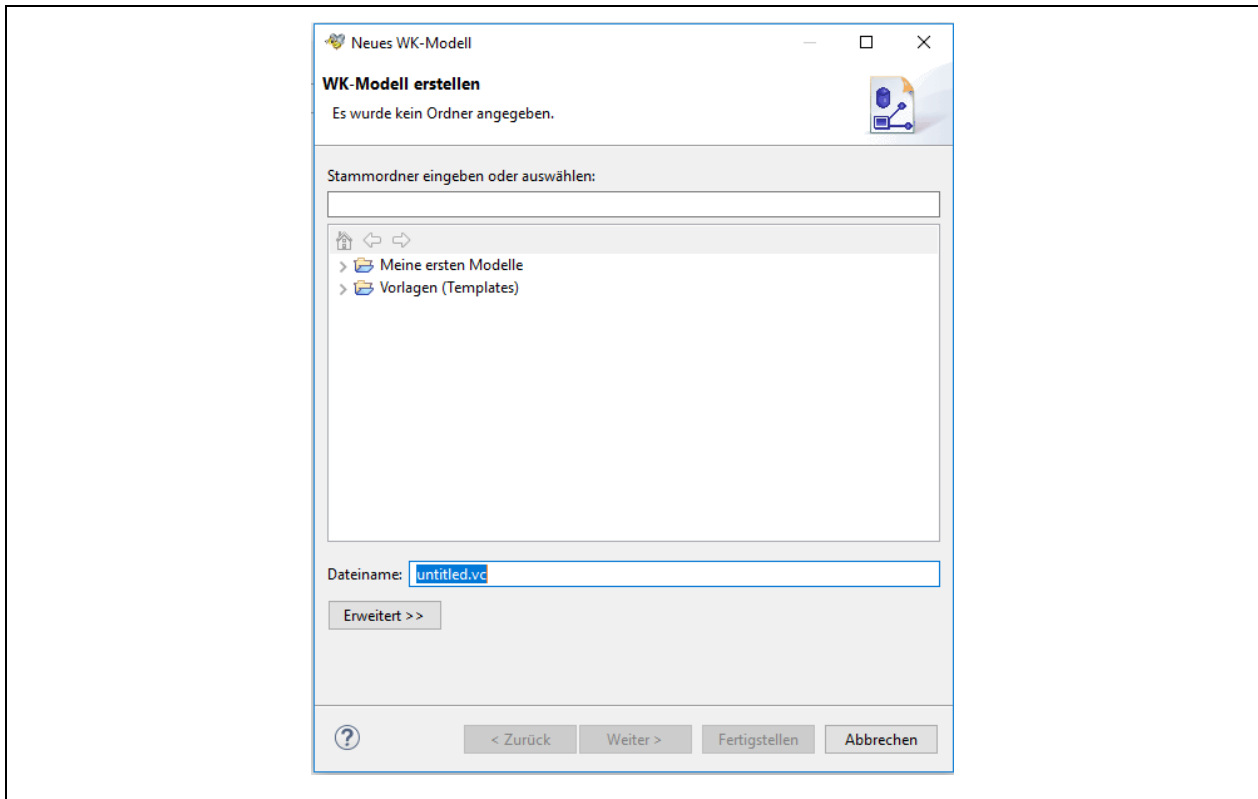 Neues WK-Modell
WK-Modell erstellen
Es wurde kein Ordner angegeben.
Stammordner eingeben oder auswählen:
Meine ersten Modelle
Vorlagen (Templates)
Dateiname: untitled.vc
Erweitert >>
? < Zurück Weiter > Fertigstellen Abbrechen